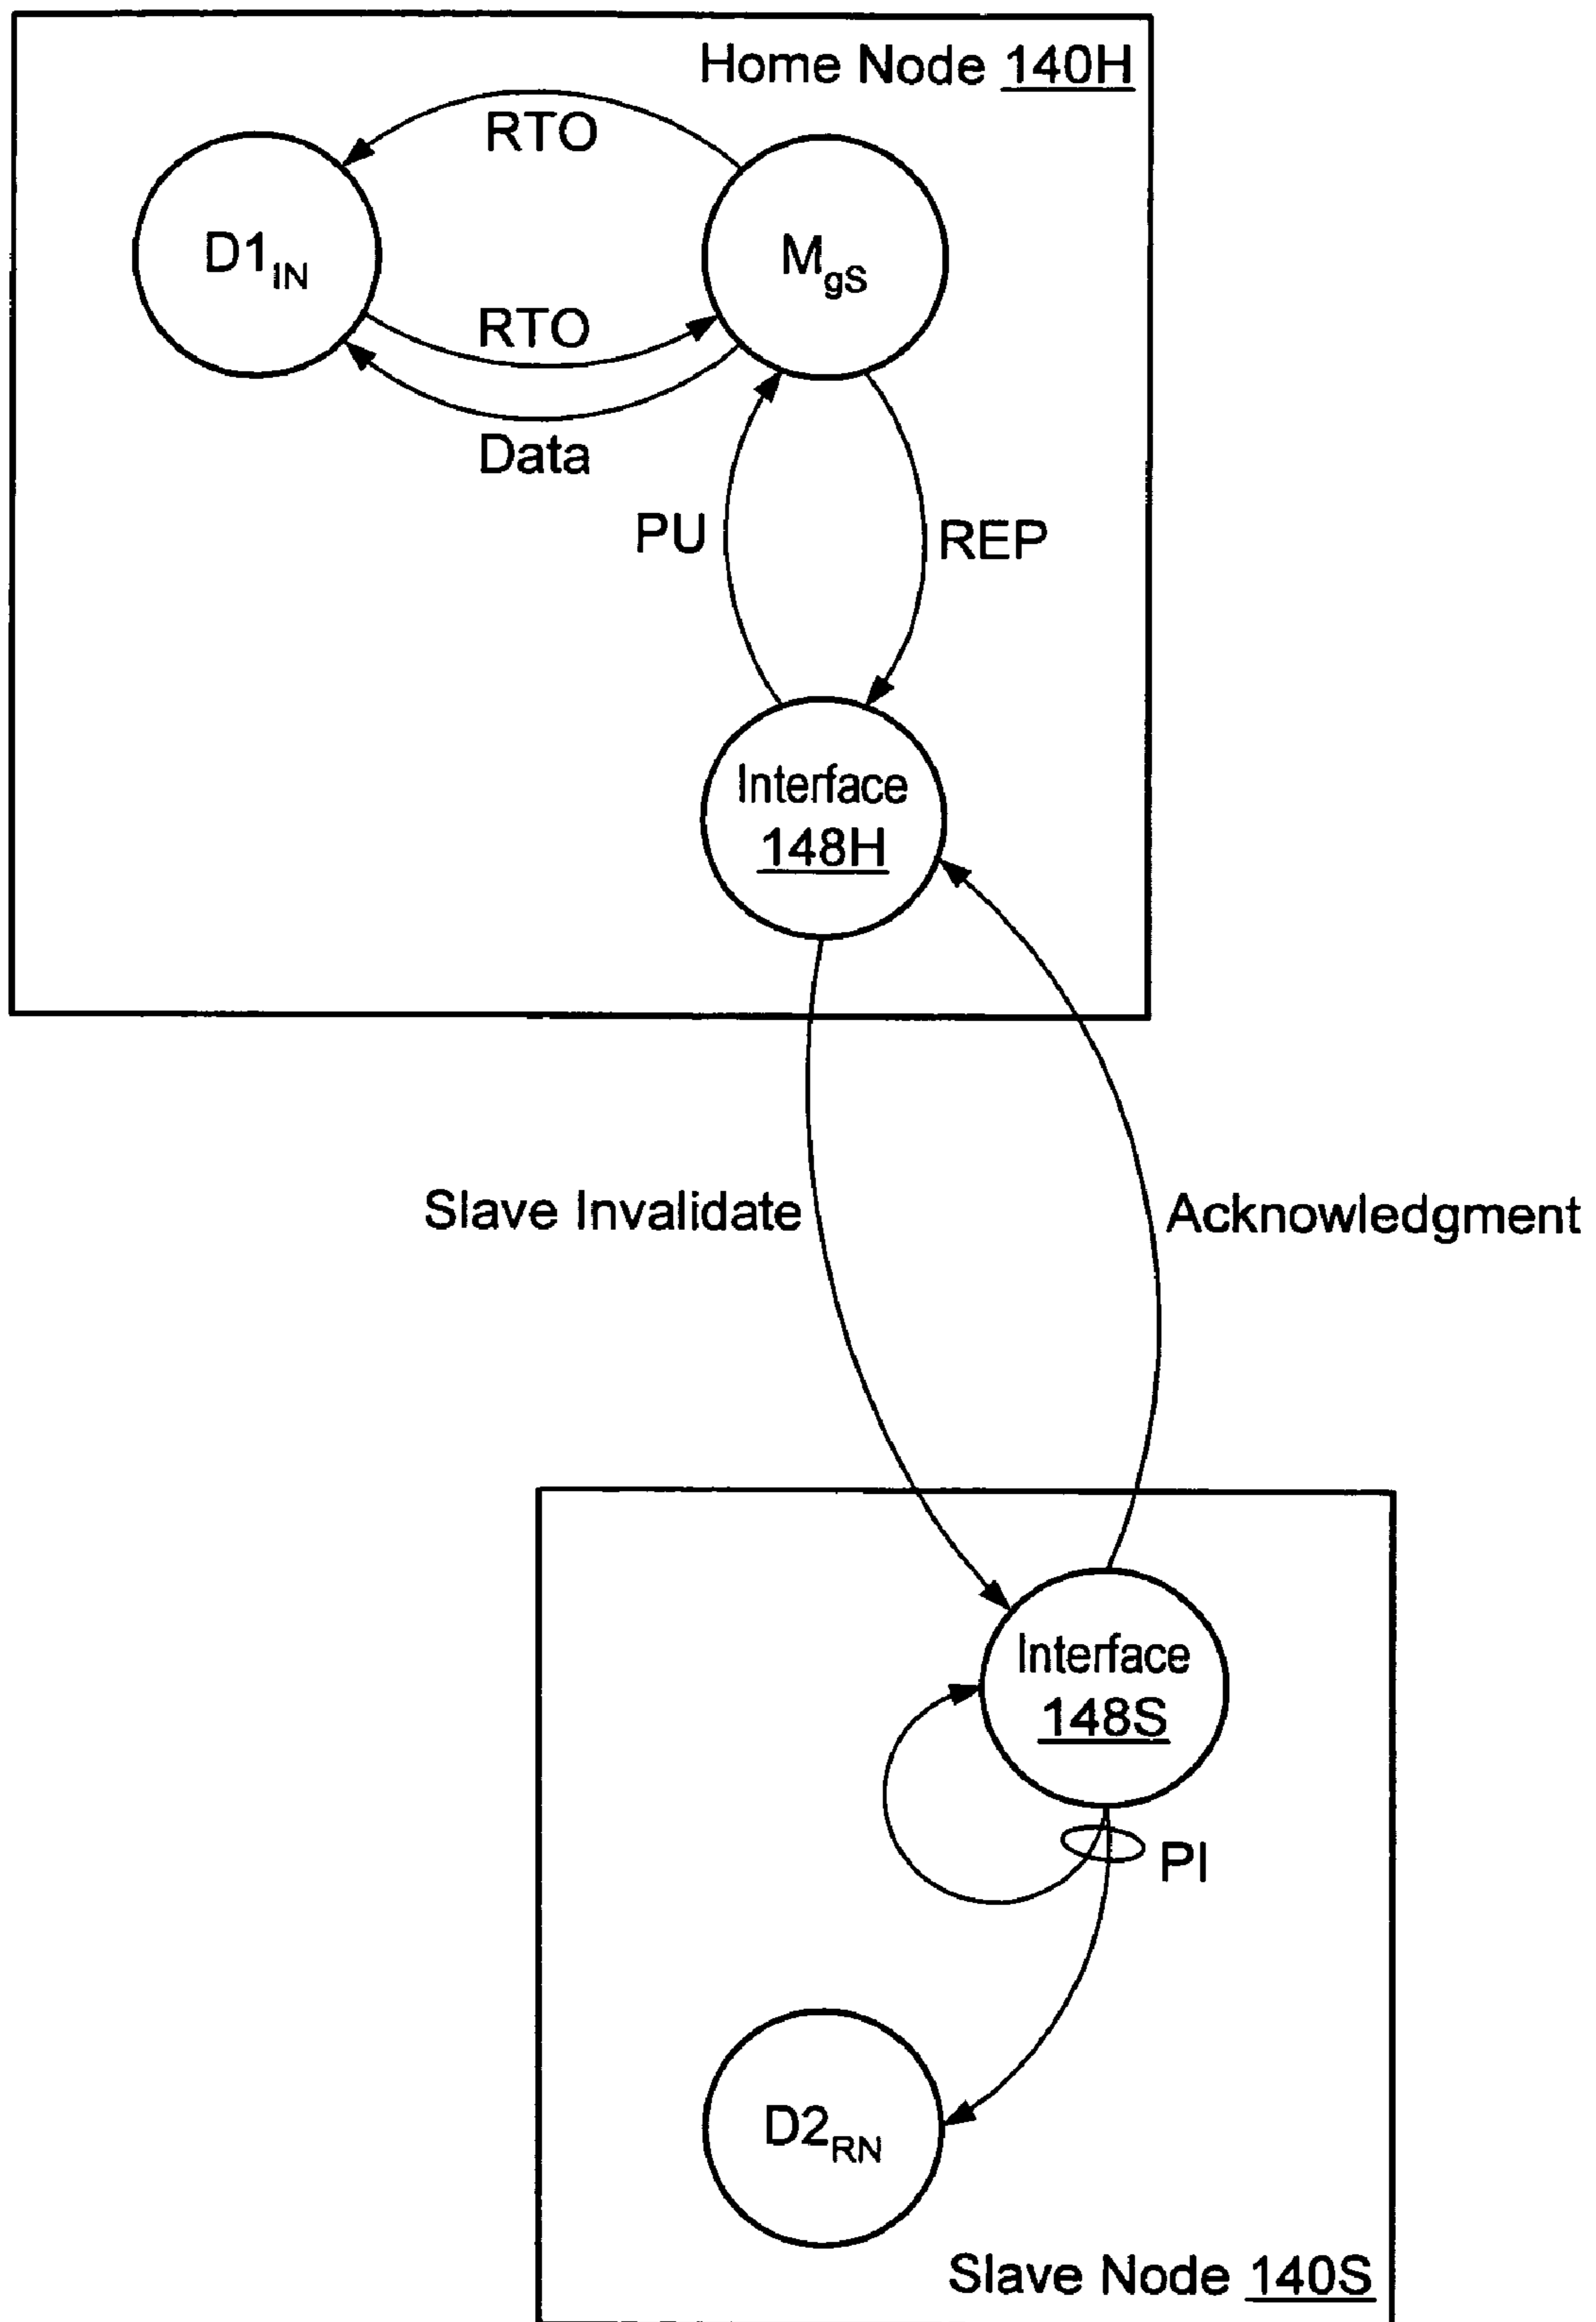 Home Node 140H
RTO
D1IN
MgS
RTO
Data
PU
REP
Interface
148H
Slave Invalidate
Acknowledgment
Interface
148S
PI
D2RN
Slave Node 140S